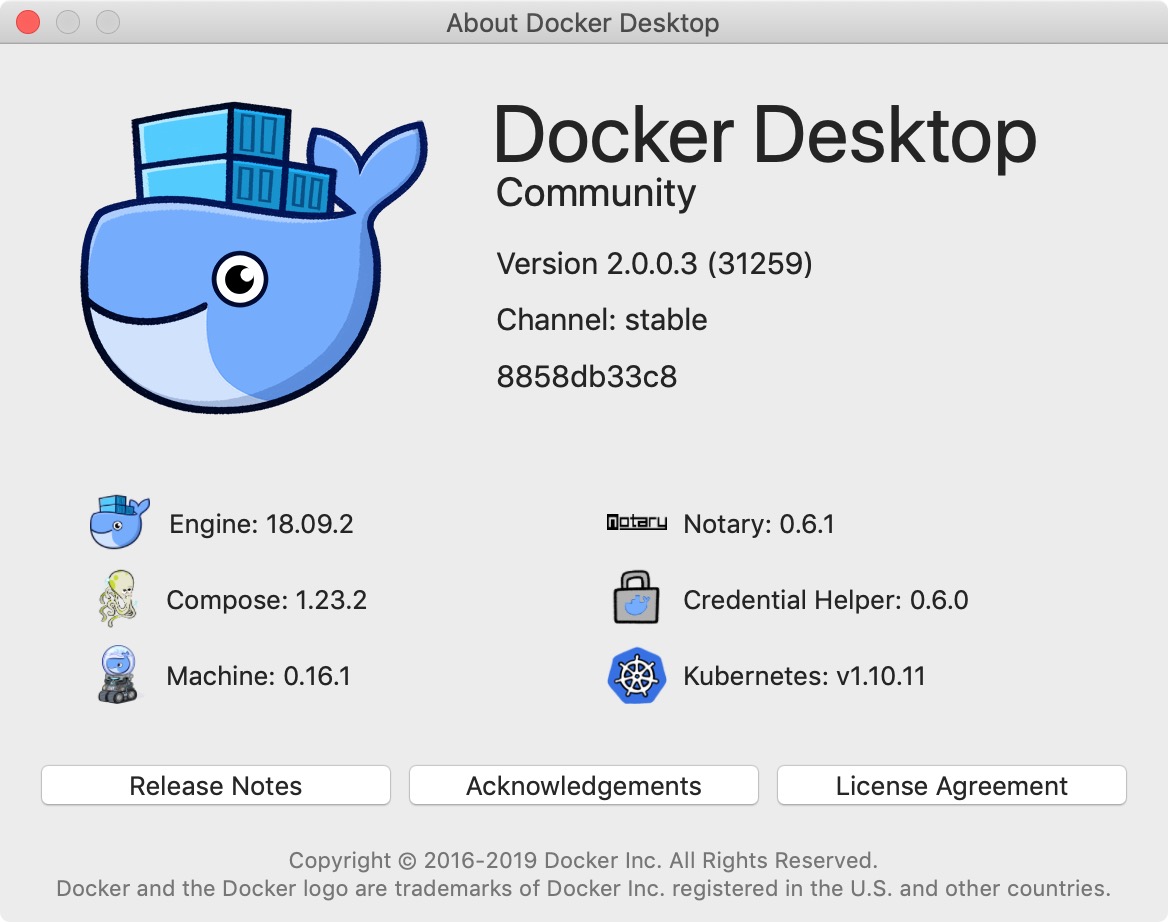 About Docker Desktop
Docker Desktop
Community
Version 2.0.0.3 (31259)
Channel: stable
8858db33c8
Engine: 18.09.2
Notary Notary: 0.6.1
Compose: 1.23.2
Credential Helper: 0.6.0
Machine: 0.16.1
Kubernetes: v1.10.11
Release Notes
Acknowledgements
License Agreement
Copyright © 2016-2019 Docker Inc. All Rights Reserved.
Docker and the Docker logo are trademarks of Docker Inc. registered in the U.S. and other countries.